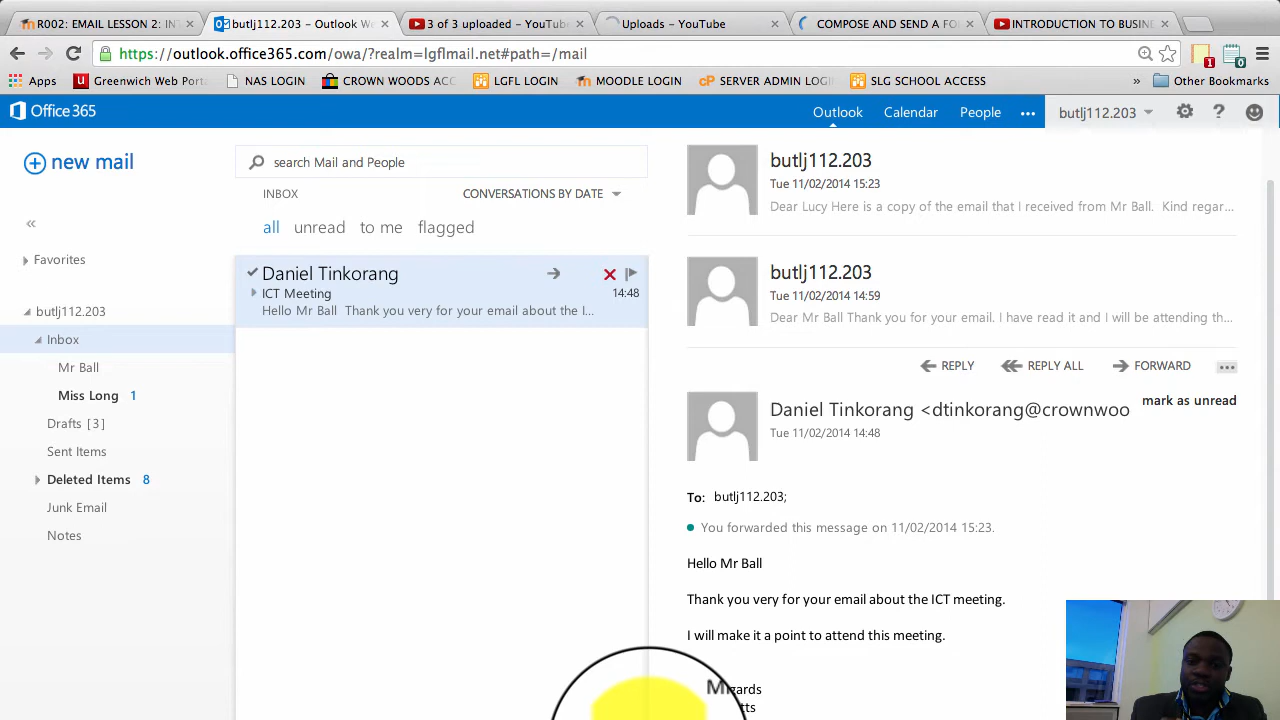 R002: EMAIL LESSON 2: INT
butlj112.203 – Outlook We
3 of 3 uploaded – YouTube
Uploads – YouTube
COMPOSE AND SEND A FO
INTRODUCTION TO BUSINE
https://outlook.office365.com/owa/?realm=lgflmail.net#path=/mail
1
0
Apps
Greenwich Web Port
NAS LOGIN
CROWN WOODS ACC
LGFL LOGIN
MOODLE LOGIN
SERVER ADMIN LOG
SLG SCHOOL ACCESS
»
Other Bookmarks
Office 365
Outlook
Calendar
People
•••
butlj112.203
?
new mail
search Mail and People
INBOX
CONVERSATIONS BY DATE
all unread to me flagged
«
Favorites
butlj112.203
Inbox
Mr Ball
Miss Long 1
Drafts [3]
Sent Items
Deleted Items 8
Junk Email
Notes
Daniel Tinkorang
ICT Meeting 14:48
Hello Mr Ball Thank you very for your email about the I...
butlj112.203
Tue 11/02/2014 15:23
Dear Lucy Here is a copy of the email that I received from Mr Ball. Kind regar...
butlj112.203
Tue 11/02/2014 14:59
Dear Mr Ball Thank you for your email. I have read it and I will be attending th...
REPLY REPLY ALL FORWARD •••
mark as unread
Daniel Tinkorang <dtinkorang@crownwoo
Tue 11/02/2014 14:48
To: butlj112.203;
You forwarded this message on 11/02/2014 15:23.
Hello Mr Ball
Thank you very for your email about the ICT meeting.
I will make it a point to attend this meeting.